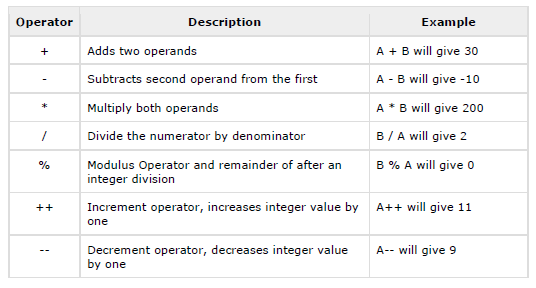 Operator Description Example
+ Adds two operands A + B will give 30
- Subtracts second operand from the first A - B will give -10
* Multiply both operands A * B will give 200
/ Divide the numerator by denominator B / A will give 2
% Modulus Operator and remainder of after an B % A will give 0
integer division
++ Increment operator, increases integer value by A++ will give 11
one
-- Decrement operator, decreases integer value A-- will give 9
by one